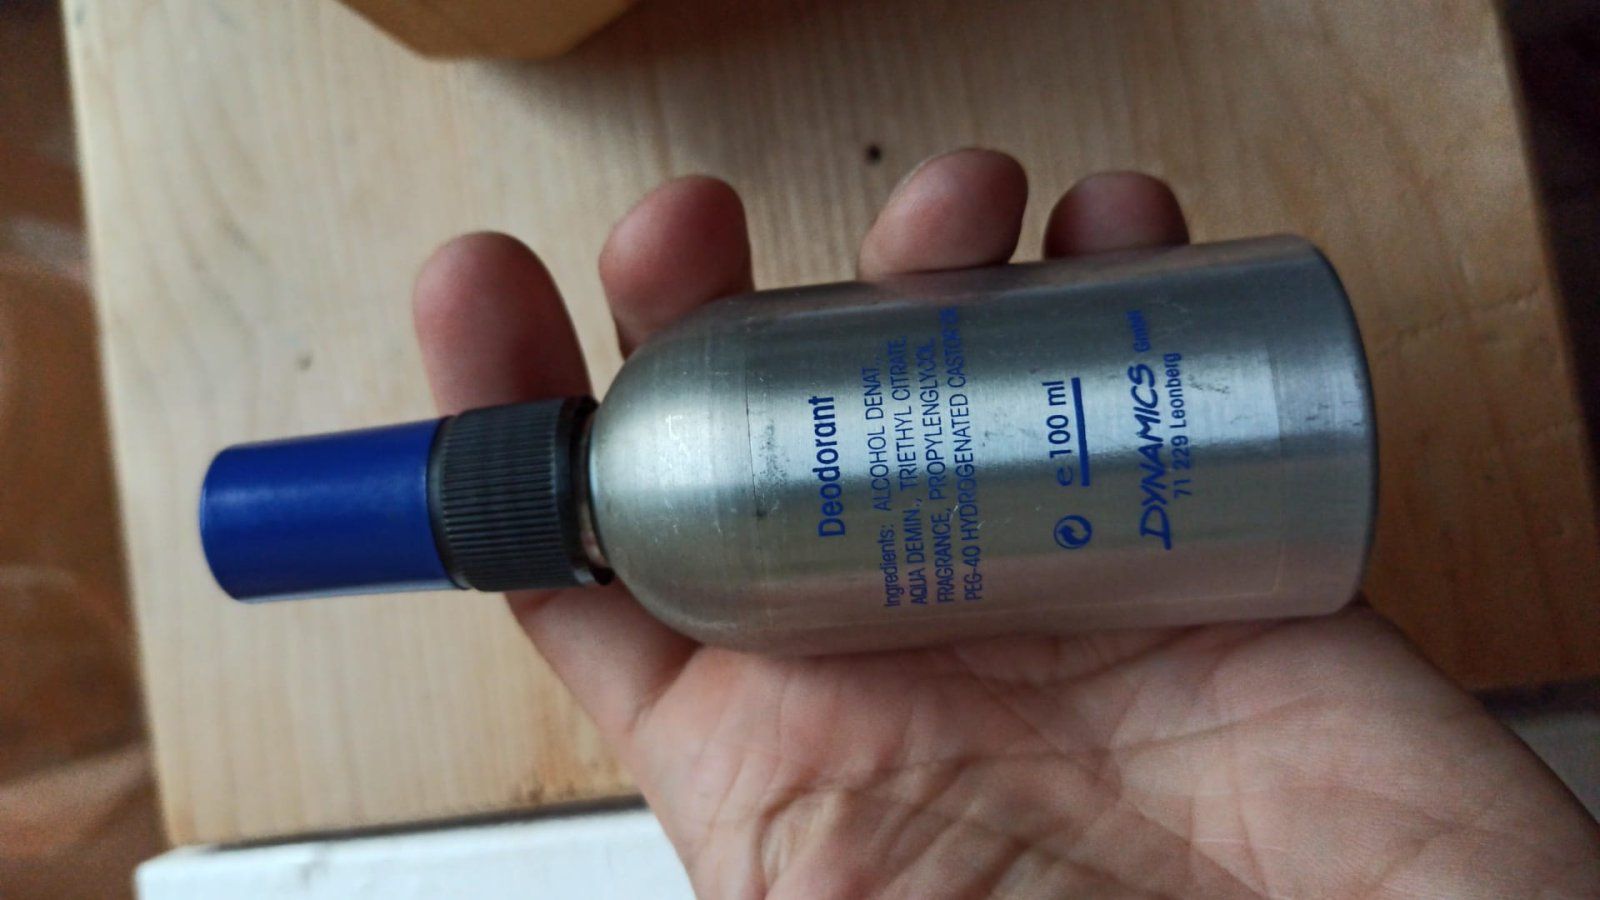 Deodorant
Ingredients: ALCOHOL DENAT.,
AQUA DEMIN., TRIETHYL CITRATE,
FRAGRANCE, PROPYLENGLYCOL,
PEG-40 HYDROGENATED CASTOR OIL
e 100 ml
DYNAMICS GmbH
71 229 Leonberg